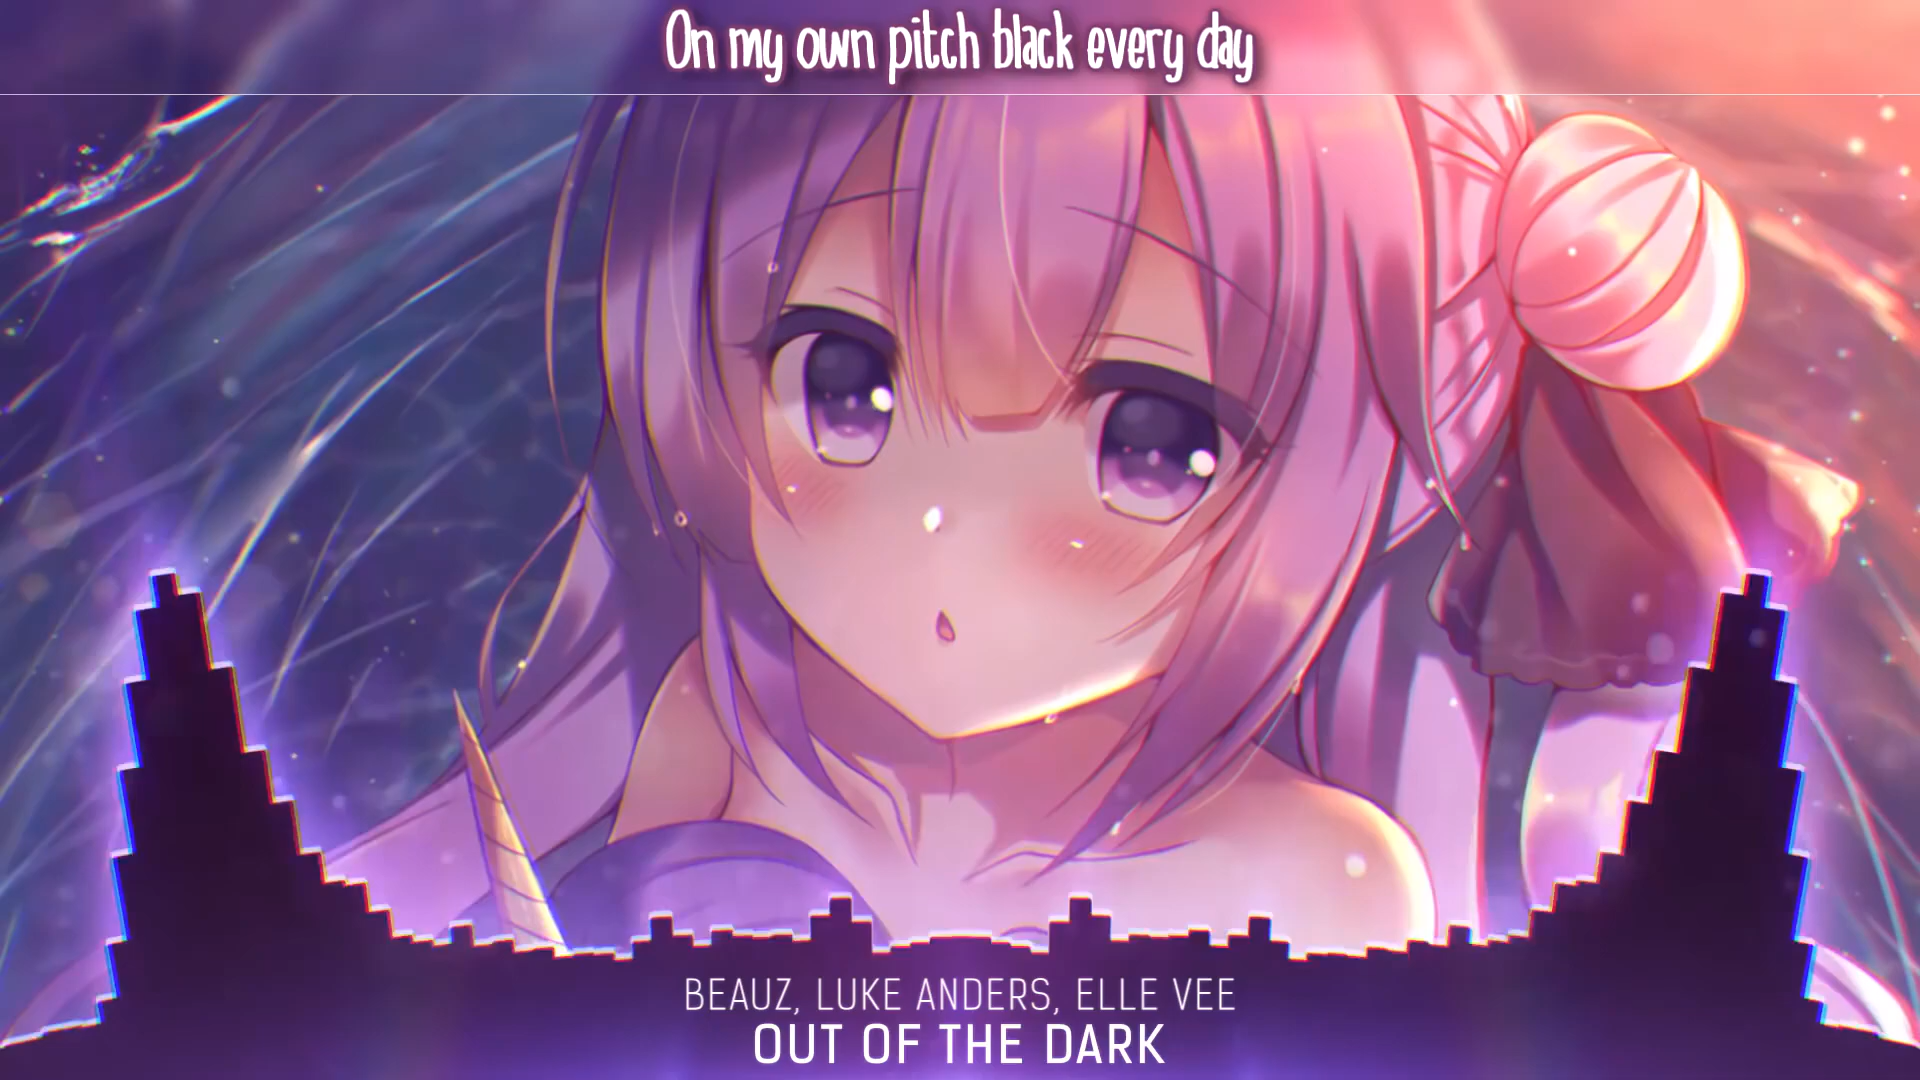 On my own pitch black every day
BEAUZ, LUKE ANDERS, ELLE VEE
OUT OF THE DARK